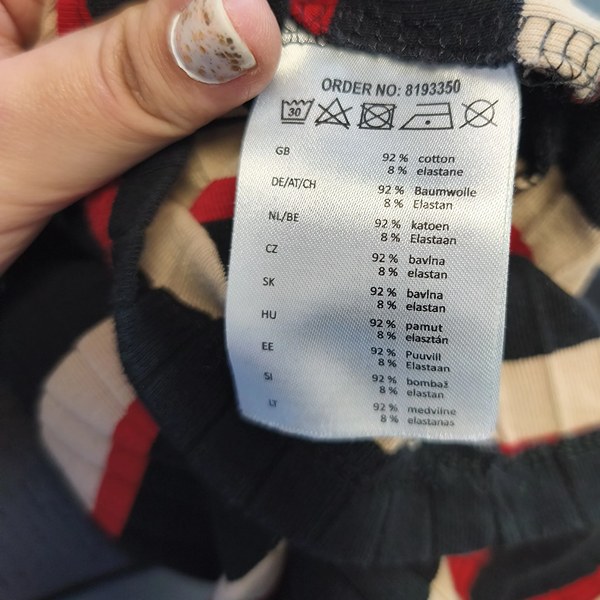 ORDER NO: 8193350
30
GB
92 % cotton
8 % elastane
DE/AT/CH
92 % Baumwolle
8 % Elastan
NL/BE
92 % katoen
8 % Elastaan
CZ
92 % bavlna
8 % elastan
SK
92 % bavlna
8 % elastan
HU
92 % pamut
8 % elasztán
EE
92 % Puuvill
8 % Elastaan
SI
92 % bombaž
8 % elastan
LT
92 % medvilne
8 % elastanas